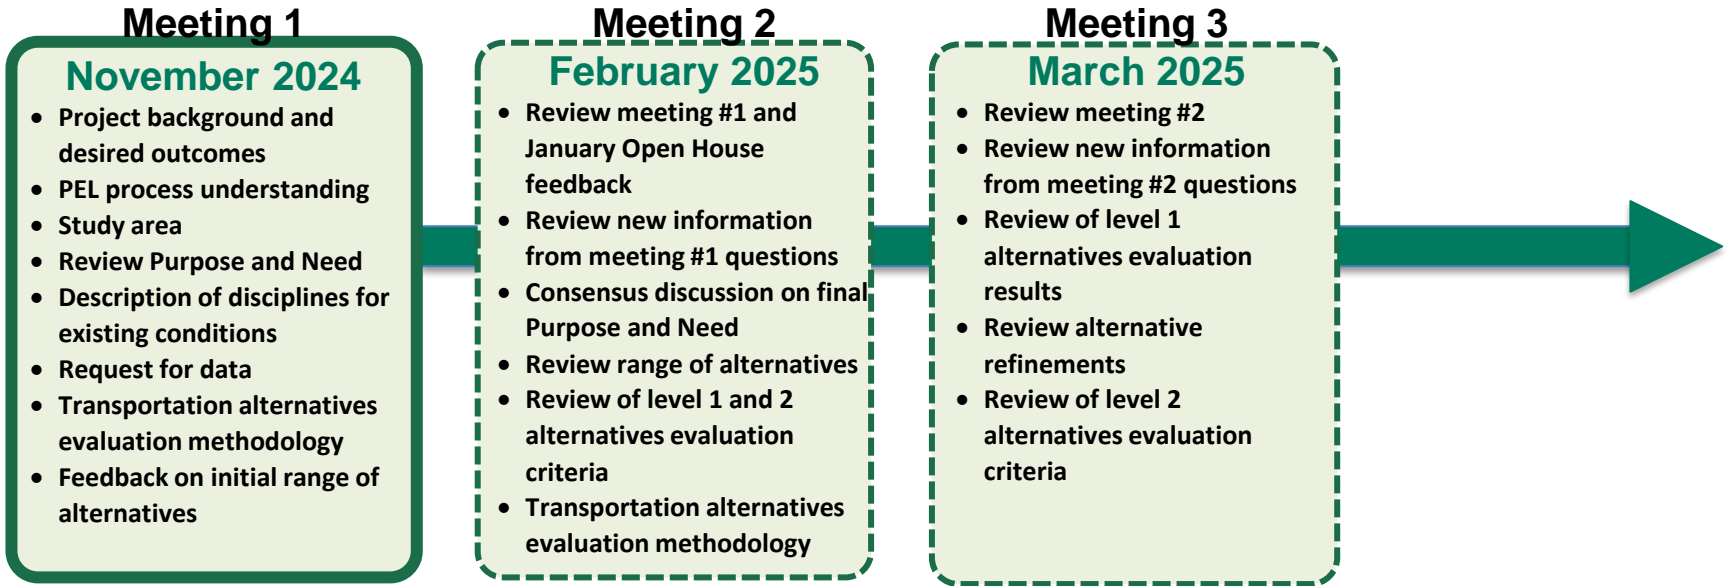 Meeting 1
November 2024
• Project background and
desired outcomes
• PEL process understanding
• Study area
• Review Purpose and Need
• Description of disciplines for
existing conditions
• Request for data
• Transportation alternatives
evaluation methodology
• Feedback on initial range of
alternatives
Meeting 2
February 2025
• Review meeting #1 and
January Open House
feedback
• Review new information
from meeting #1 questions
• Consensus discussion on final
Purpose and Need
• Review range of alternatives
• Review of level 1 and 2
alternatives evaluation
criteria
• Transportation alternatives
evaluation methodology
Meeting 3
March 2025
• Review meeting #2
• Review new information
from meeting #2 questions
• Review of level 1
alternatives evaluation
results
• Review alternative
refinements
• Review of level 2
alternatives evaluation
criteria